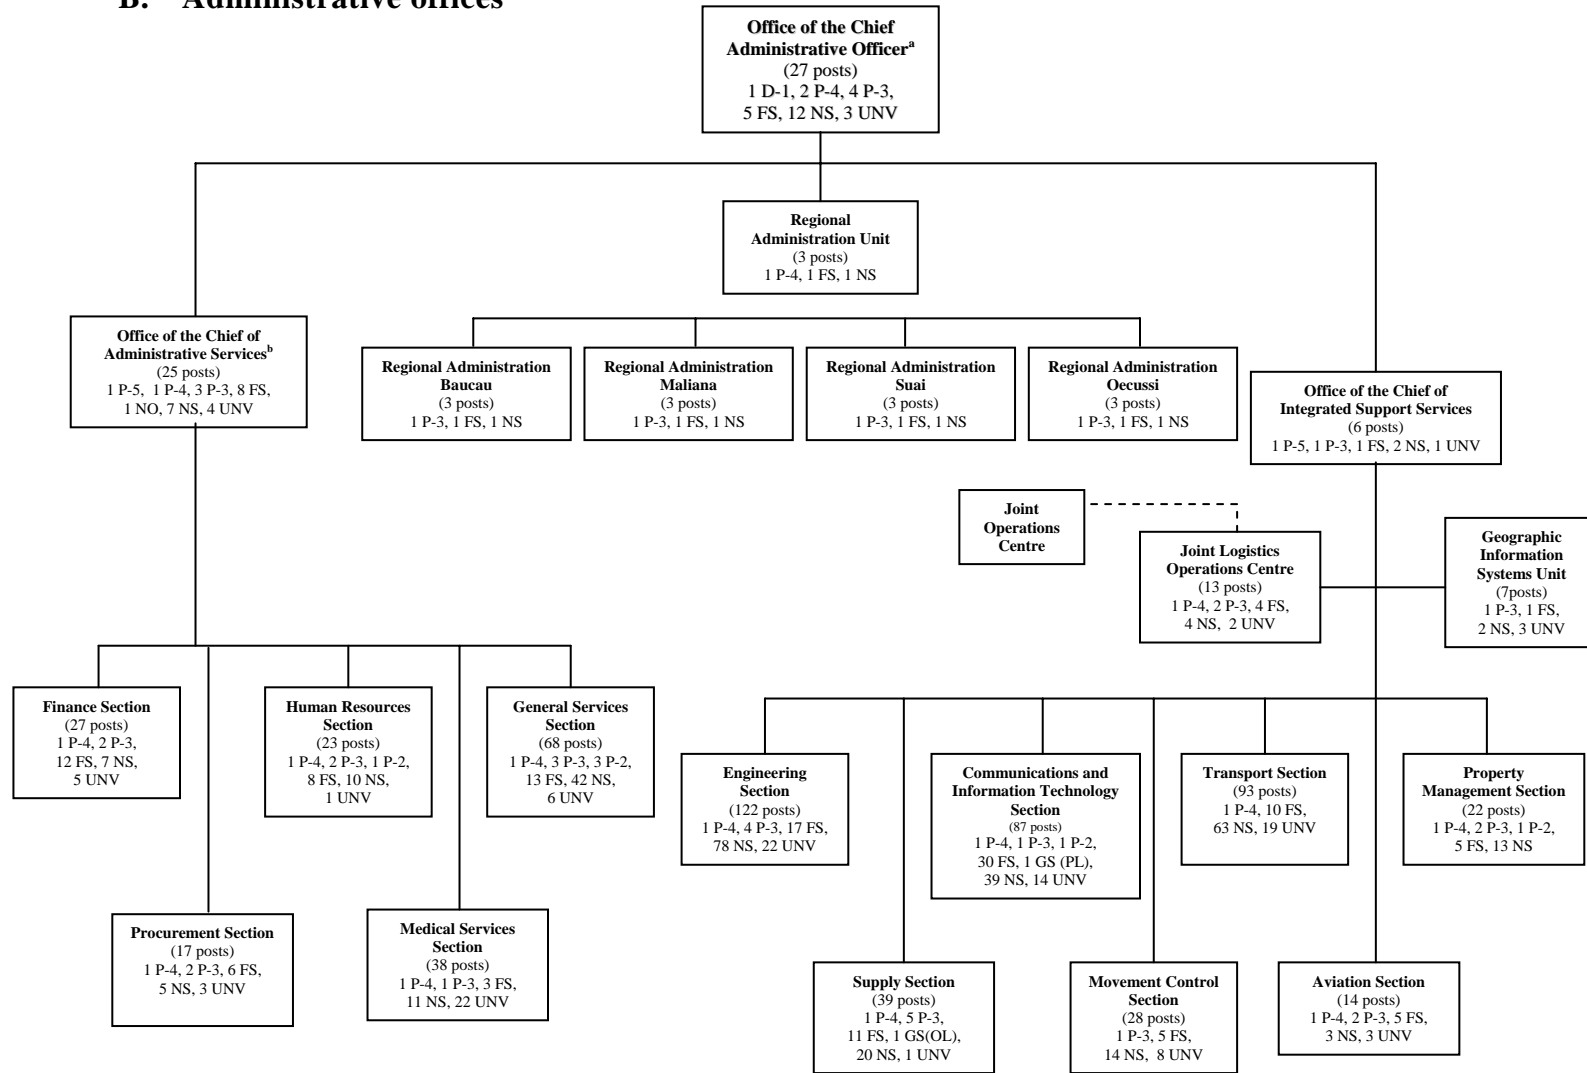 B. Administrative offices
Office of the Chief
Administrative Officerᵃ
(27 posts)
1 D-1, 2 P-4, 4 P-3,
5 FS, 12 NS, 3 UNV
Regional
Administration Unit
(3 posts)
1 P-4, 1 FS, 1 NS
Office of the Chief of
Administrative Servicesᵇ
(25 posts)
1 P-5, 1 P-4, 3 P-3, 8 FS,
1 NO, 7 NS, 4 UNV
Regional Administration
Baucau
(3 posts)
1 P-3, 1 FS, 1 NS
Regional Administration
Maliana
(3 posts)
1 P-3, 1 FS, 1 NS
Regional Administration
Suai
(3 posts)
1 P-3, 1 FS, 1 NS
Regional Administration
Oecussi
(3 posts)
1 P-3, 1 FS, 1 NS
Office of the Chief of
Integrated Support Services
(6 posts)
1 P-5, 1 P-3, 1 FS, 2 NS, 1 UNV
Joint
Operations
Centre
Joint Logistics
Operations Centre
(13 posts)
1 P-4, 2 P-3, 4 FS,
4 NS, 2 UNV
Geographic
Information
Systems Unit
(7posts)
1 P-3, 1 FS,
2 NS, 3 UNV
Finance Section
(27 posts)
1 P-4, 2 P-3,
12 FS, 7 NS,
5 UNV
Human Resources
Section
(23 posts)
1 P-4, 2 P-3, 1 P-2,
8 FS, 10 NS,
1 UNV
General Services
Section
(68 posts)
1 P-4, 3 P-3, 3 P-2,
13 FS, 42 NS,
6 UNV
Engineering
Section
(122 posts)
1 P-4, 4 P-3, 17 FS,
78 NS, 22 UNV
Communications and
Information Technology
Section
(87 posts)
1 P-4, 1 P-3, 1 P-2,
30 FS, 1 GS (PL),
39 NS, 14 UNV
Transport Section
(93 posts)
1 P-4, 10 FS,
63 NS, 19 UNV
Property
Management Section
(22 posts)
1 P-4, 2 P-3, 1 P-2,
5 FS, 13 NS
Procurement Section
(17 posts)
1 P-4, 2 P-3, 6 FS,
5 NS, 3 UNV
Medical Services
Section
(38 posts)
1 P-4, 1 P-3, 3 FS,
11 NS, 22 UNV
Supply Section
(39 posts)
1 P-4, 5 P-3,
11 FS, 1 GS(OL),
20 NS, 1 UNV
Movement Control
Section
(28 posts)
1 P-3, 5 FS,
14 NS, 8 UNV
Aviation Section
(14 posts)
1 P-4, 2 P-3, 5 FS,
3 NS, 3 UNV